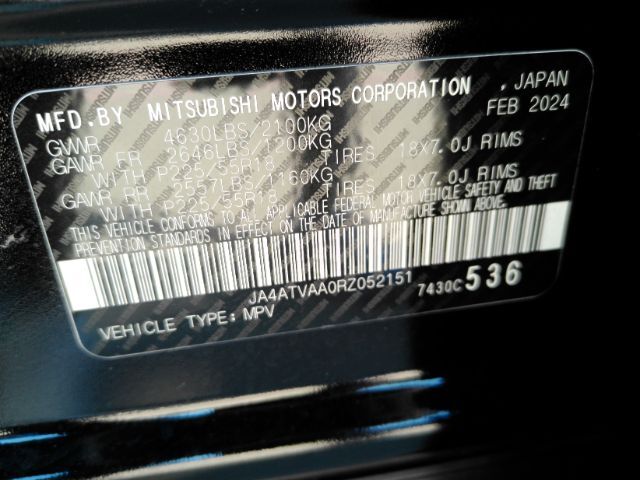 MFD.BY MITSUBISHI MOTORS CORPORATION , JAPAN
FEB 2024
GVWR 4630LBS/2100KG
GAWR FR 2646LBS/1200KG
WITH P225/55R18 TIRES, 18X7.0J RIMS
GAWR RR 2557LBS/1160KG
WITH P225/55R18 TIRES, 18X7.0J RIMS
THIS VEHICLE CONFORMS TO ALL APPLICABLE FEDERAL MOTOR VEHICLE SAFETY AND THEFT
PREVENTION STANDARDS IN EFFECT ON THE DATE OF MANUFACTURE SHOWN ABOVE.
JA4ATVAA0RZ052151 7430C 536
VEHICLE TYPE: MPV